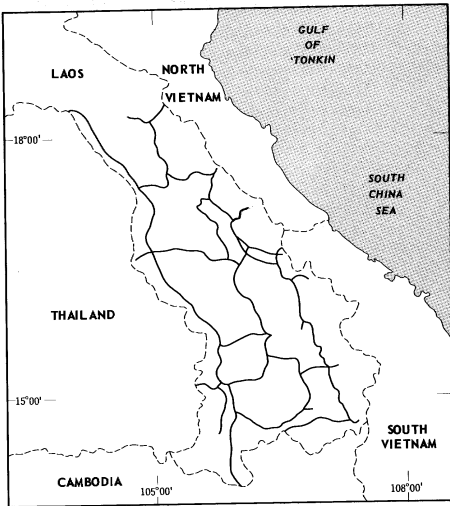 GULF
OF
'TONKIN
LAOS
NORTH
VIETNAM
18°00'
SOUTH
CHINA
SEA
THAILAND
15°00'
SOUTH
VIETNAM
CAMBODIA
105°00'
108°00'